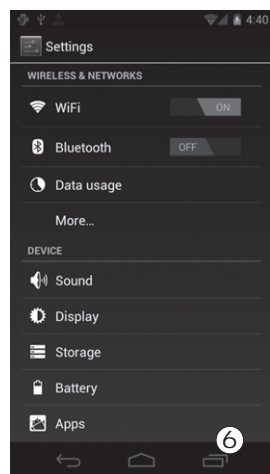 4:40
Settings
WIRELESS & NETWORKS
WiFi ON
Bluetooth OFF
Data usage
More...
DEVICE
Sound
Display
Storage
Battery
Apps
6